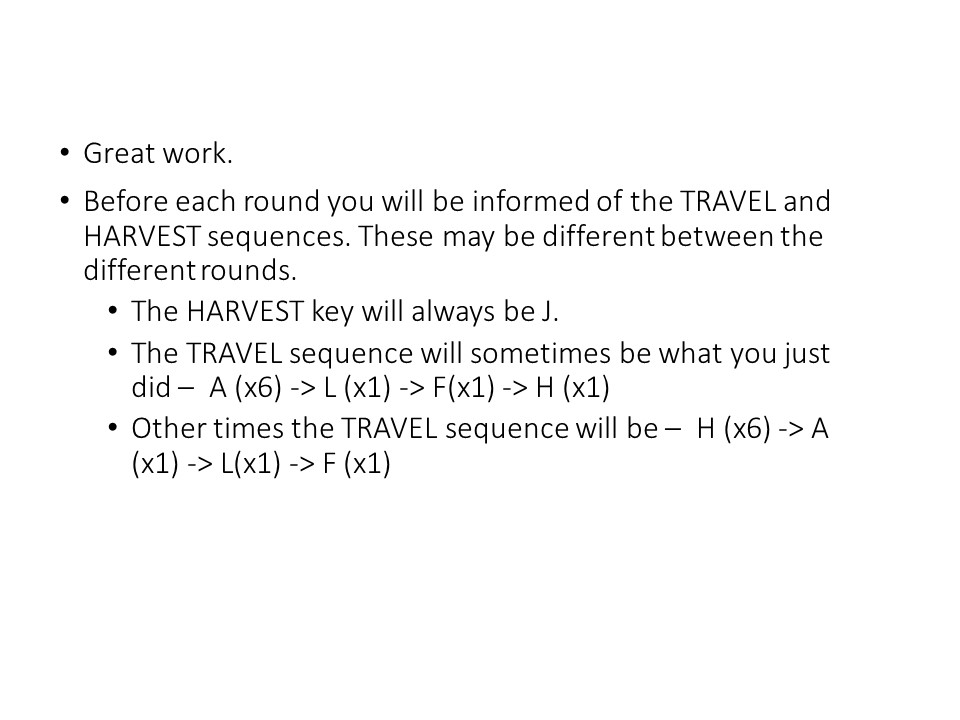 • Great work.
• Before each round you will be informed of the TRAVEL and
HARVEST sequences. These may be different between the
different rounds.
• The HARVEST key will always be J.
• The TRAVEL sequence will sometimes be what you just
did – A (x6) -> L (x1) -> F(x1) -> H (x1)
• Other times the TRAVEL sequence will be – H (x6) -> A
(x1) -> L(x1) -> F (x1)